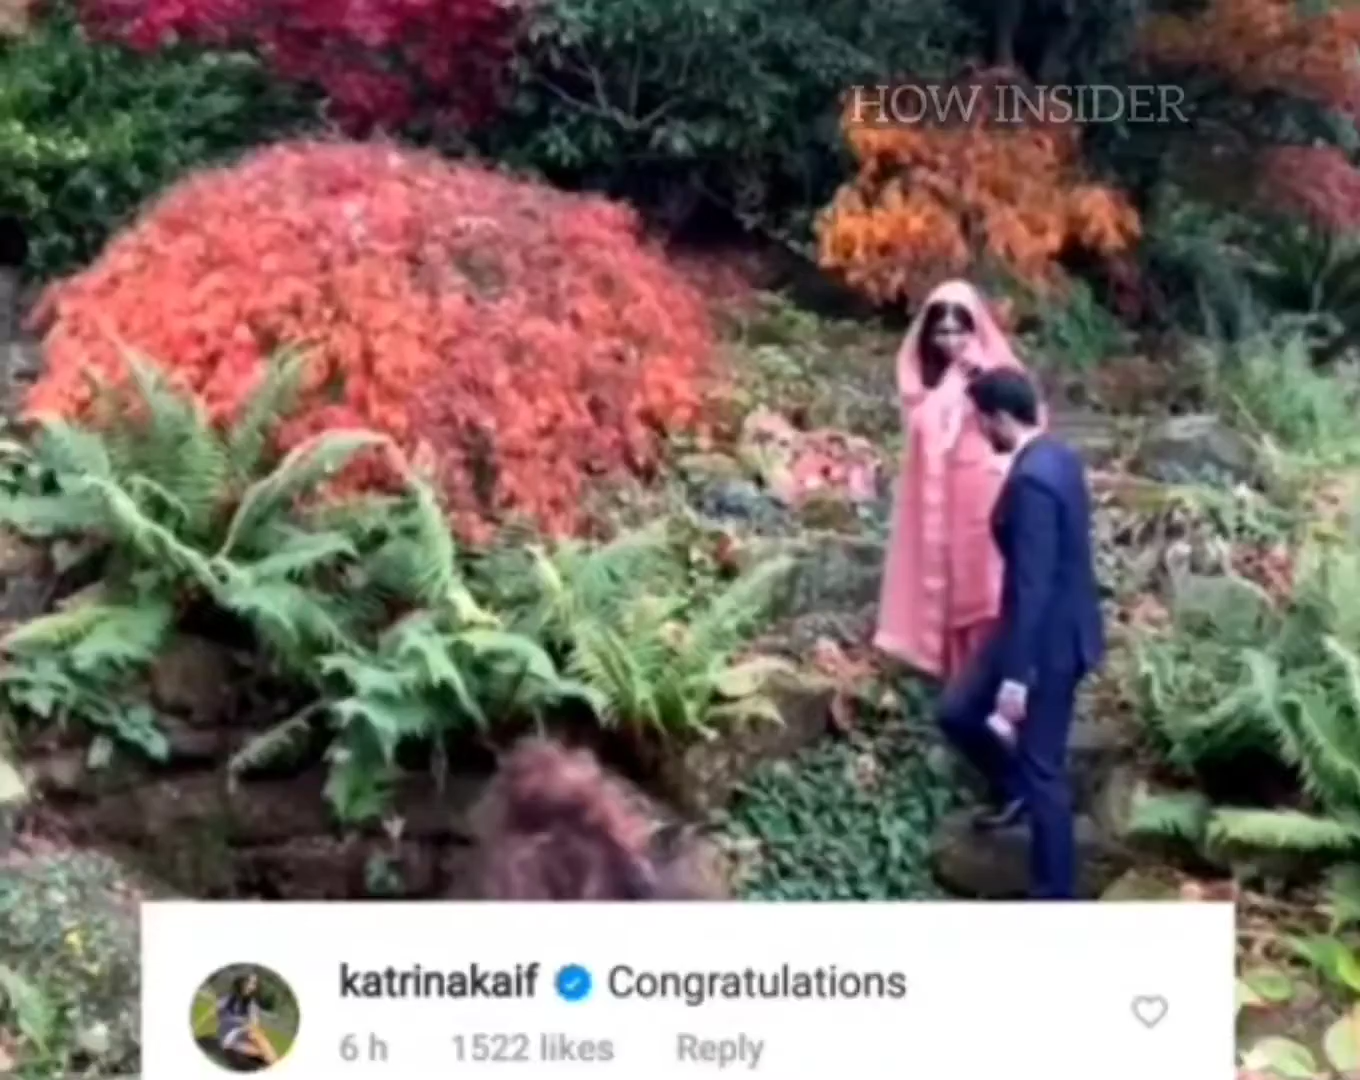 HOW INSIDER
katrinakaif Congratulations
6 h 1522 likes Reply